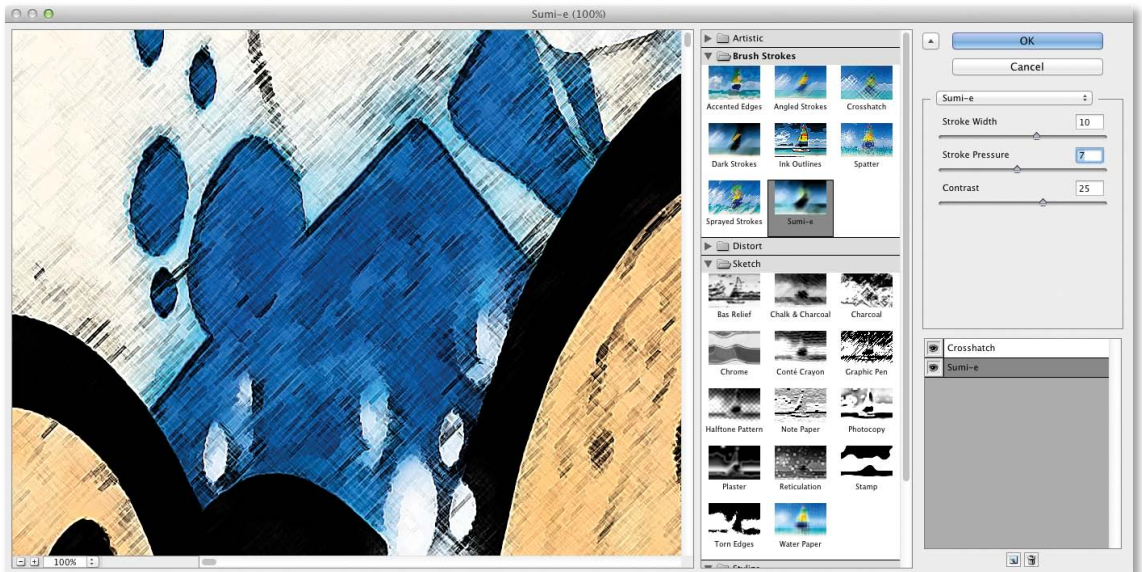 Sumi-e (100%)
Artistic
Brush Strokes
Accented Edges Angled Strokes Crosshatch
Dark Strokes Ink Outlines Spatter
Sprayed Strokes Sumi-e
Distort
Sketch
Bas Relief Chalk & Charcoal Charcoal
Chrome Conté Crayon Graphic Pen
Halftone Pattern Note Paper Photocopy
Plaster Reticulation Stamp
Torn Edges Water Paper
Stylize
OK
Cancel
Sumi-e
Stroke Width 10
Stroke Pressure 7
Contrast 25
Crosshatch
Sumi-e
100%